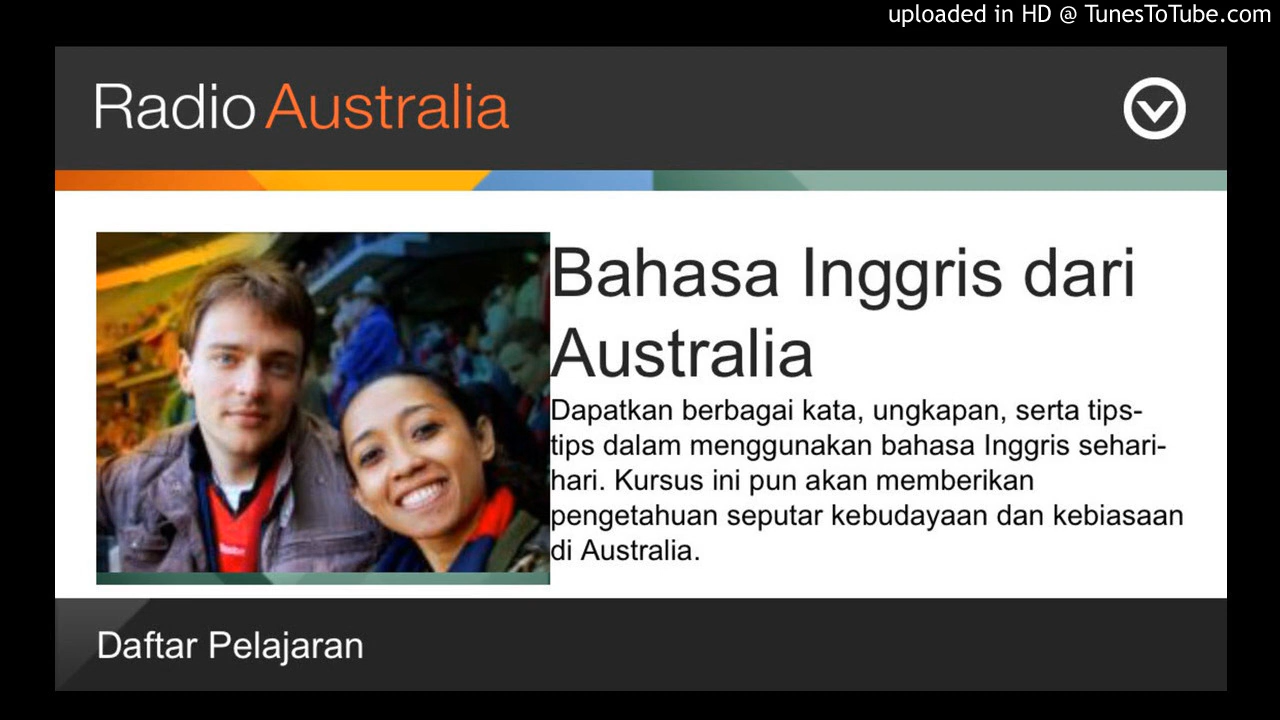 uploaded in HD @ TunesToTube.com
Radio Australia
Bahasa Inggris dari
Australia
Dapatkan berbagai kata, ungkapan, serta tips-
tips dalam menggunakan bahasa Inggris sehari-
hari. Kursus ini pun akan memberikan
pengetahuan seputar kebudayaan dan kebiasaan
di Australia.
Daftar Pelajaran